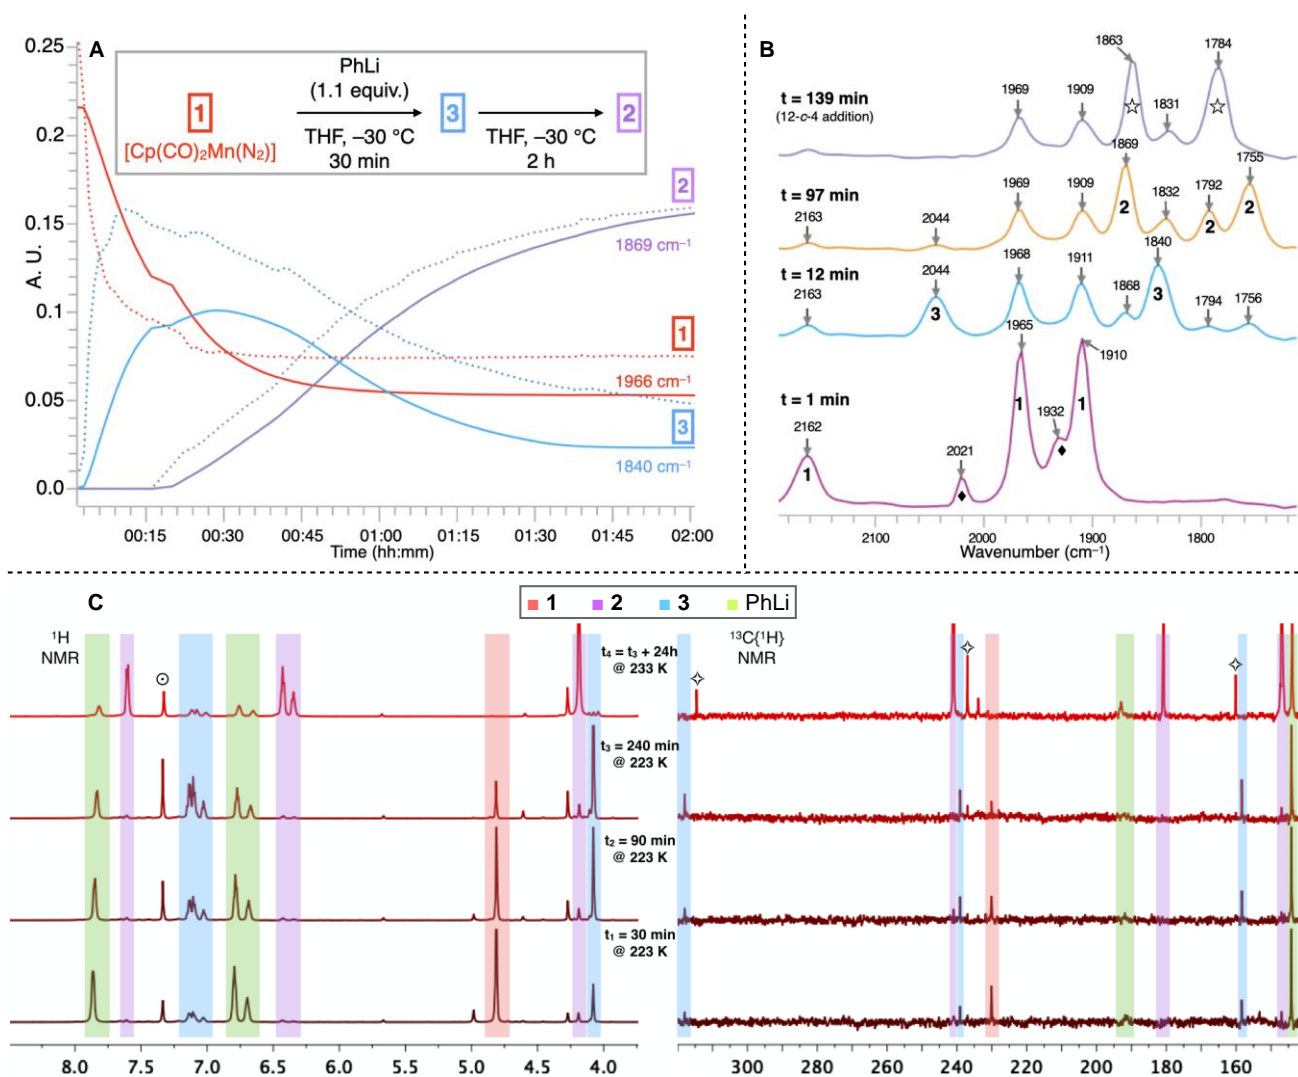 A
0.25
0.2
0.15
0.1
0.05
0.0
A. U.
1
[Cp(CO)₂Mn(N₂)]
PhLi
(1.1 equiv.)
THF, –30 °C
30 min
3
THF, –30 °C
2 h
2
2
1869 cm⁻¹
1
1966 cm⁻¹
3
1840 cm⁻¹
00:15 00:30 00:45 01:00 01:15 01:30 01:45 02:00
Time (hh:mm)
B
t = 139 min
(12-c-4 addition)
1969 1909 1863 1831 1784
t = 97 min
2163 2044 1969 1909 1869 1832 1792 1755
2 2 2
t = 12 min
2163 2044 1968 1911 1868 1840 1794 1756
3 3
t = 1 min
2162 2021 1965 1932 1910
1 1 1
2100 2000 1900 1800
Wavenumber (cm⁻¹)
C
1 2 3 PhLi
¹H
NMR
¹³C{¹H}
NMR
t₄ = t₃ + 24h
@ 233 K
t₃ = 240 min
@ 223 K
t₂ = 90 min
@ 223 K
t₁ = 30 min
@ 223 K
8.0 7.5 7.0 6.5 6.0 5.5 5.0 4.5 4.0
300 280 260 240 220 200 180 160